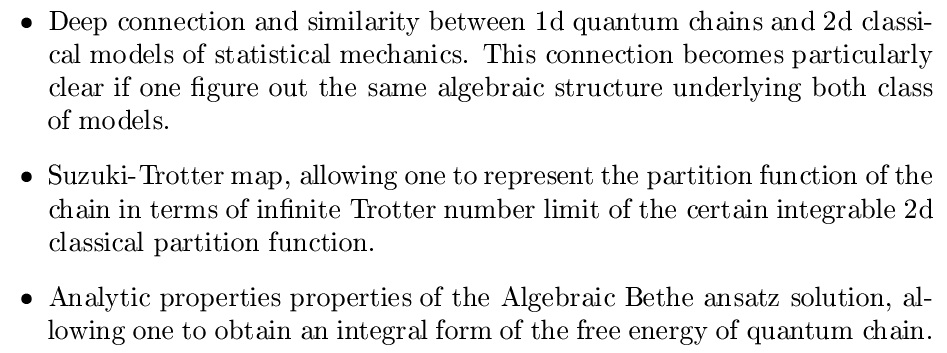 • Deep connection and similarity between 1d quantum chains and 2d classi-
cal models of statistical mechanics. This connection becomes particularly
clear if one figure out the same algebraic structure underlying both class
of models.
• Suzuki-Trotter map, allowing one to represent the partition function of the
chain in terms of infinite Trotter number limit of the certain integrable 2d
classical partition function.
• Analytic properties properties of the Algebraic Bethe ansatz solution, al-
lowing one to obtain an integral form of the free energy of quantum chain.